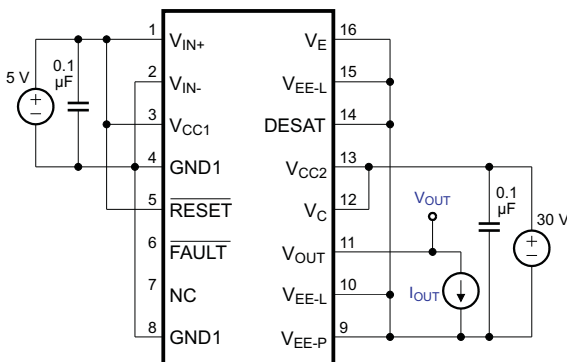 1 V_IN+ V_E 16
2 V_IN- V_EE-L 15
3 V_CC1 DESAT 14
4 GND1 V_CC2 13
5 RESET V_C 12
6 FAULT V_OUT 11
7 NC V_EE-L 10
8 GND1 V_EE-P 9
5 V
0.1
µF
V_OUT
I_OUT
0.1
µF
30 V